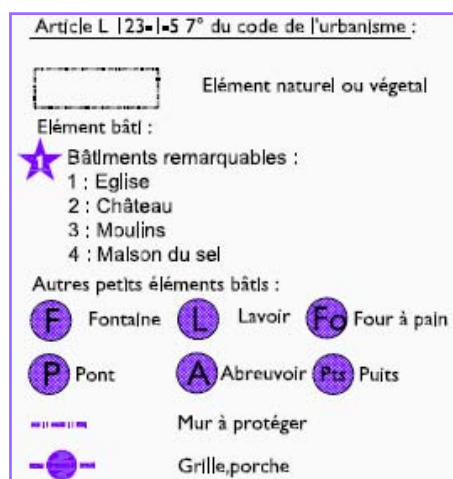 Article L 123-1-5 7° du code de l'urbanisme :
Elément naturel ou végétal
Elément bâti :
1 Bâtiments remarquables :
1 : Eglise
2 : Château
3 : Moulins
4 : Maison du sel
Autres petits éléments bâtis :
F Fontaine L Lavoir Fo Four à pain
P Pont A Abreuvoir Pts Puits
Mur à protéger
Grille,porche